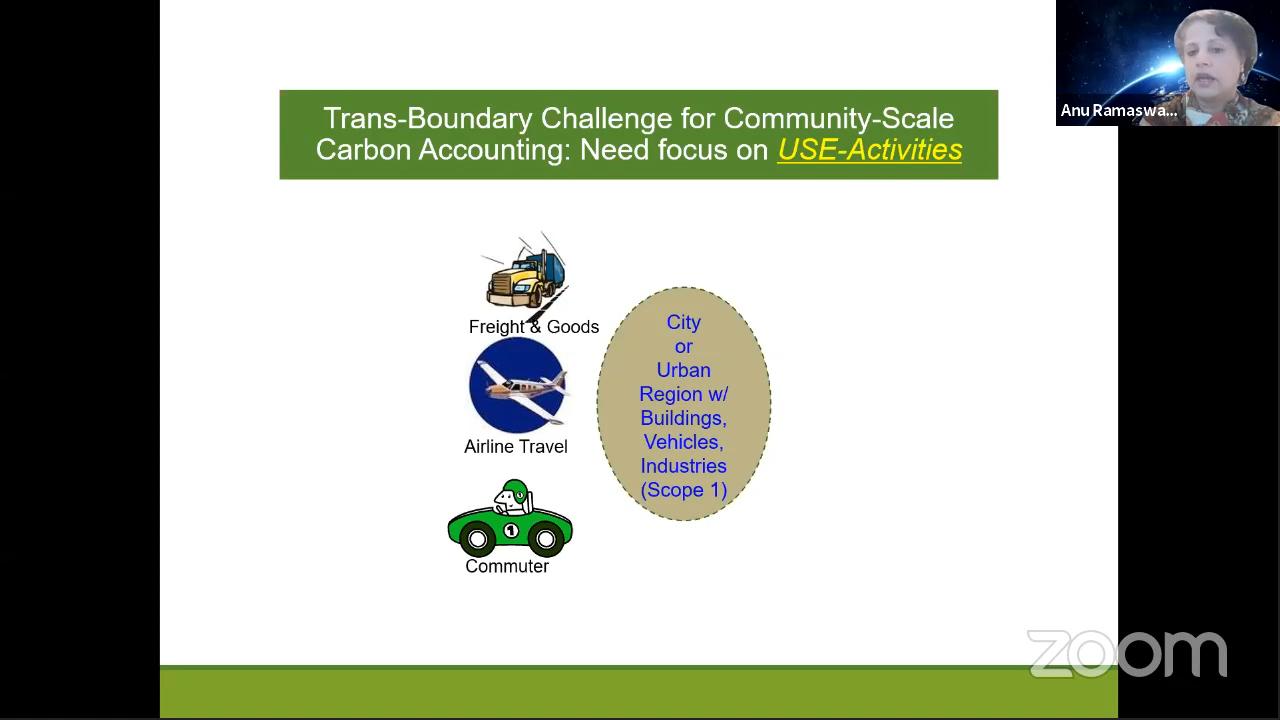 Trans-Boundary Challenge for Community-Scale
Carbon Accounting: Need focus on USE-Activities
Anu Ramaswa...
Freight & Goods
Airline Travel
1
Commuter
City
or
Urban
Region w/
Buildings,
Vehicles,
Industries
(Scope 1)
zoom